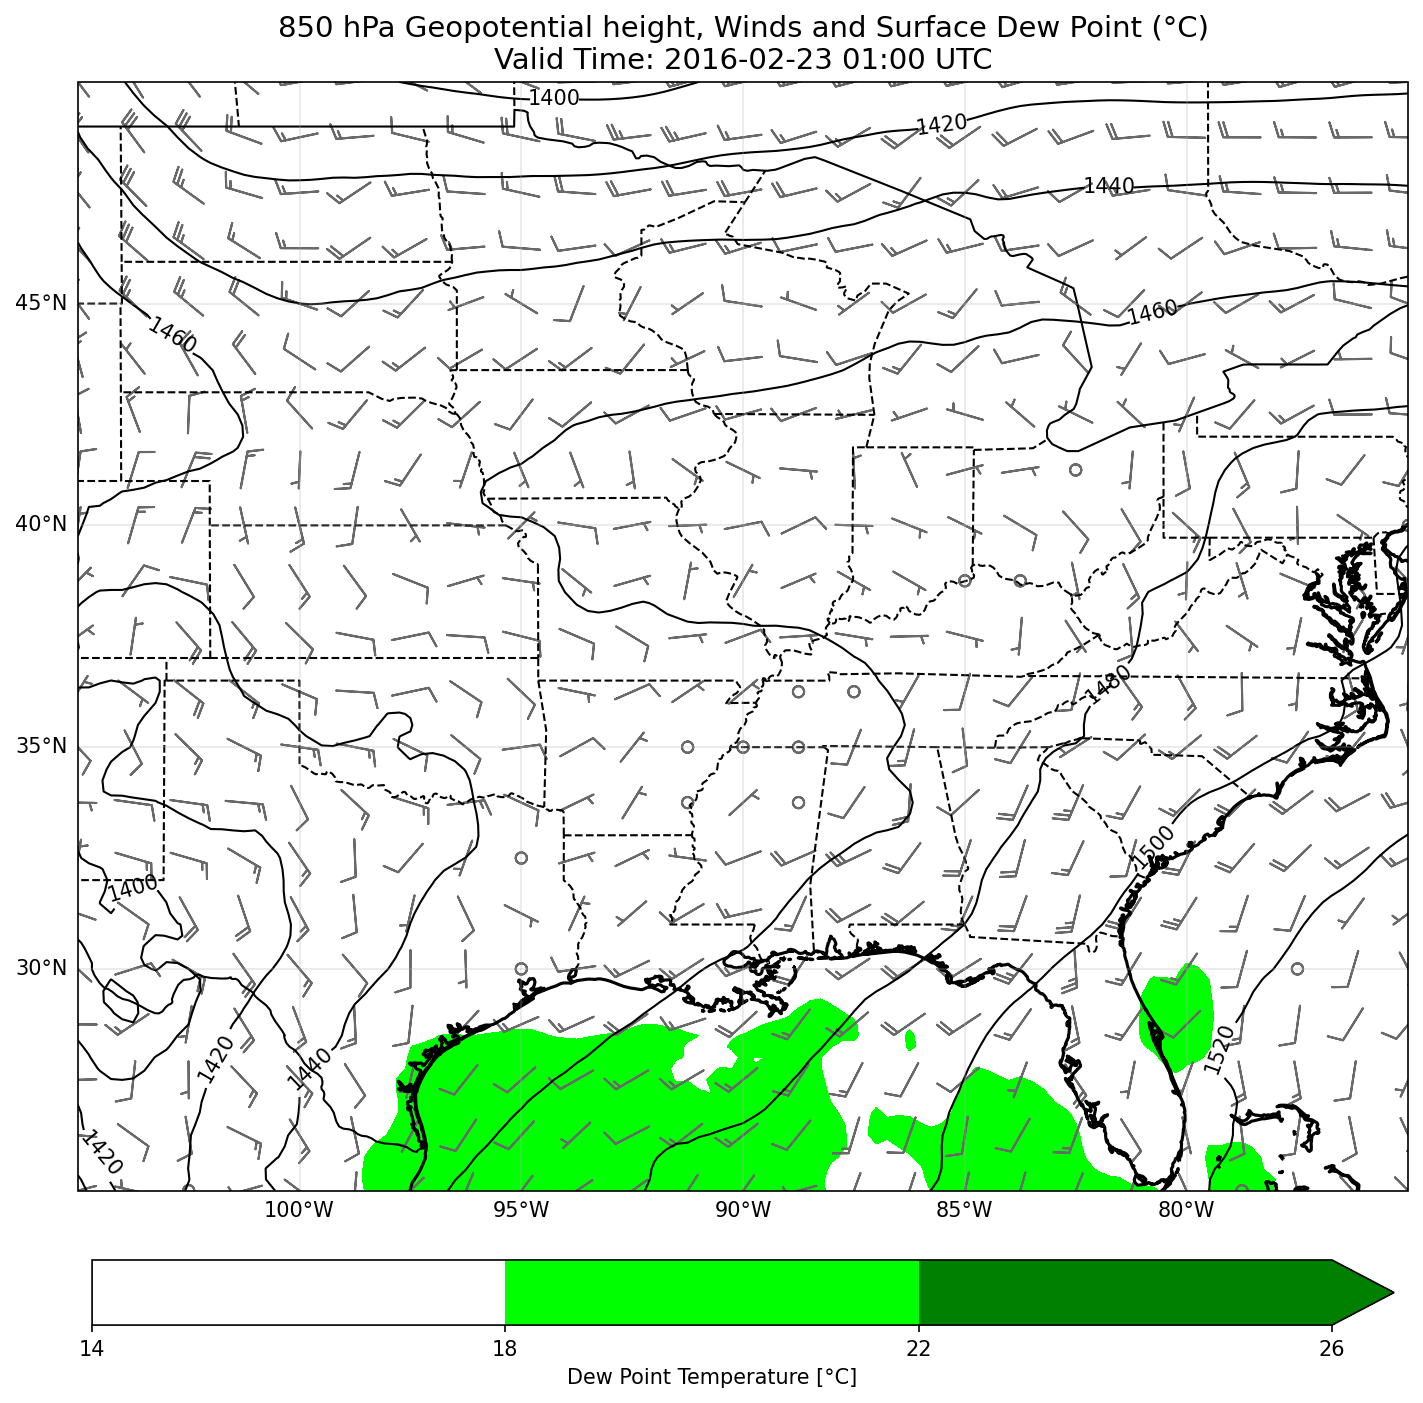 850 hPa Geopotential height, Winds and Surface Dew Point (°C)
Valid Time: 2016-02-23 01:00 UTC
1400
1420
1440
1460
1460
45°N
40°N
1480
35°N
1500
1400
30°N
1520
1420
1440
1420
100°W
95°W
90°W
85°W
80°W
14
18
22
26
Dew Point Temperature [°C]